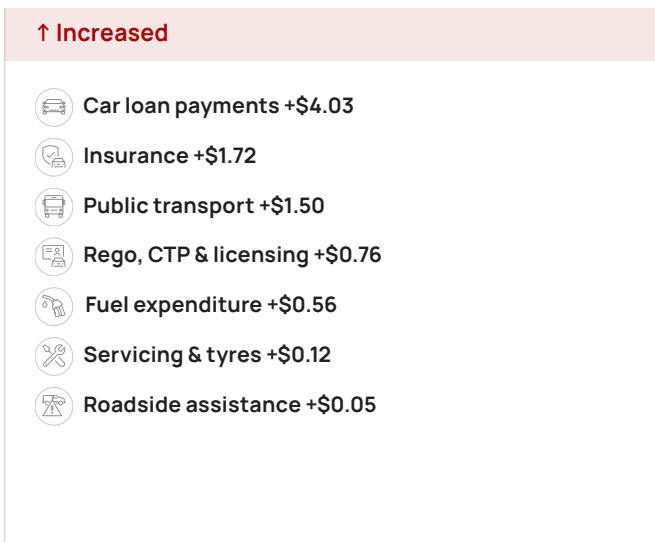 ↑ Increased
Car loan payments +$4.03
Insurance +$1.72
Public transport +$1.50
Rego, CTP & licensing +$0.76
Fuel expenditure +$0.56
Servicing & tyres +$0.12
Roadside assistance +$0.05